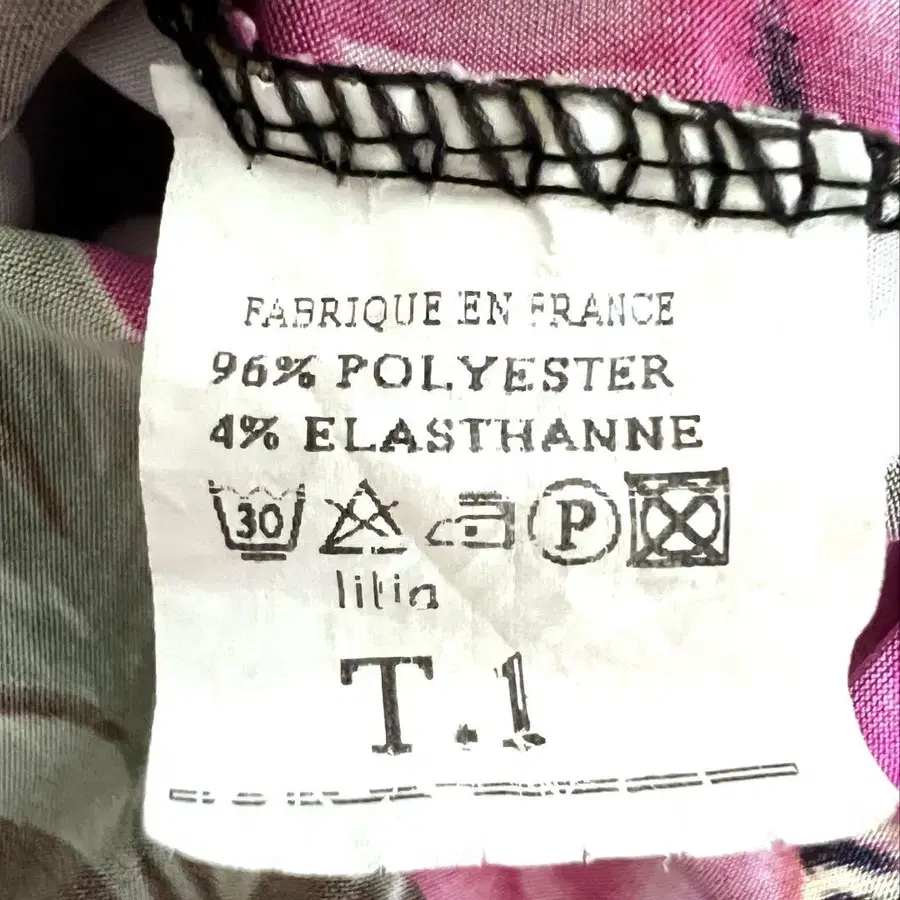 FABRIQUE EN FRANCE
96% POLYESTER
4% ELASTHANNE
30 P
T.1